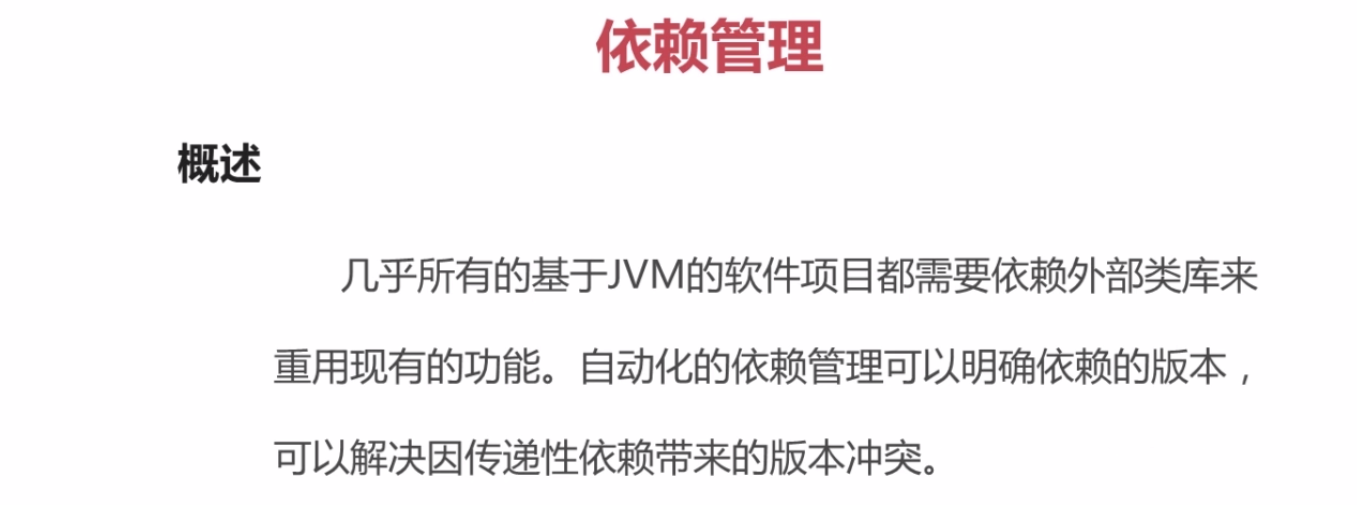 依赖管理
概述
几乎所有的基于JVM的软件项目都需要依赖外部类库来
重用现有的功能。自动化的依赖管理可以明确依赖的版本，
可以解决因传递性依赖带来的版本冲突。